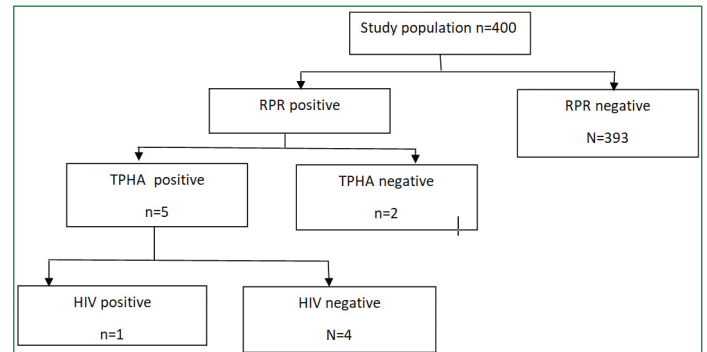 Study population n=400
RPR positive
RPR negative
N=393
TPHA positive
n=5
TPHA negative
n=2
HIV positive
n=1
HIV negative
N=4